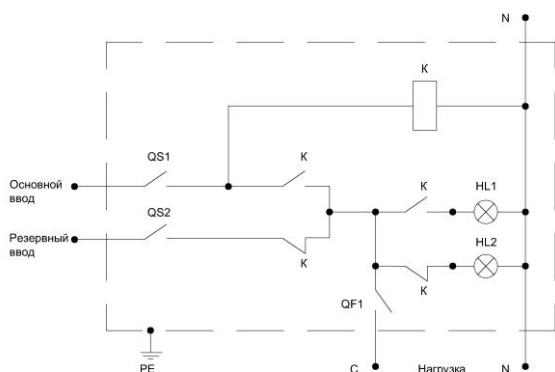 N
К
QS1
К
Основной
ввод
К
HL1
QS2
Резервный
ввод
К
HL2
К
QF1
PE
C
Нагрузка
N